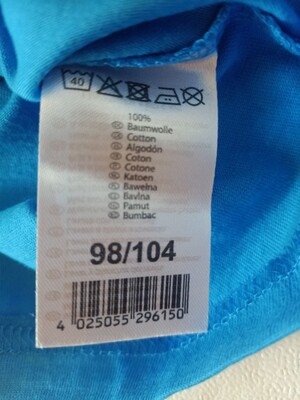 40
100%
Baumwolle
Cotton
Algodón
Coton
Cotone
Katoen
Bawełna
Bavlna
Pamut
Bumbac
98/104
4 025055 296150